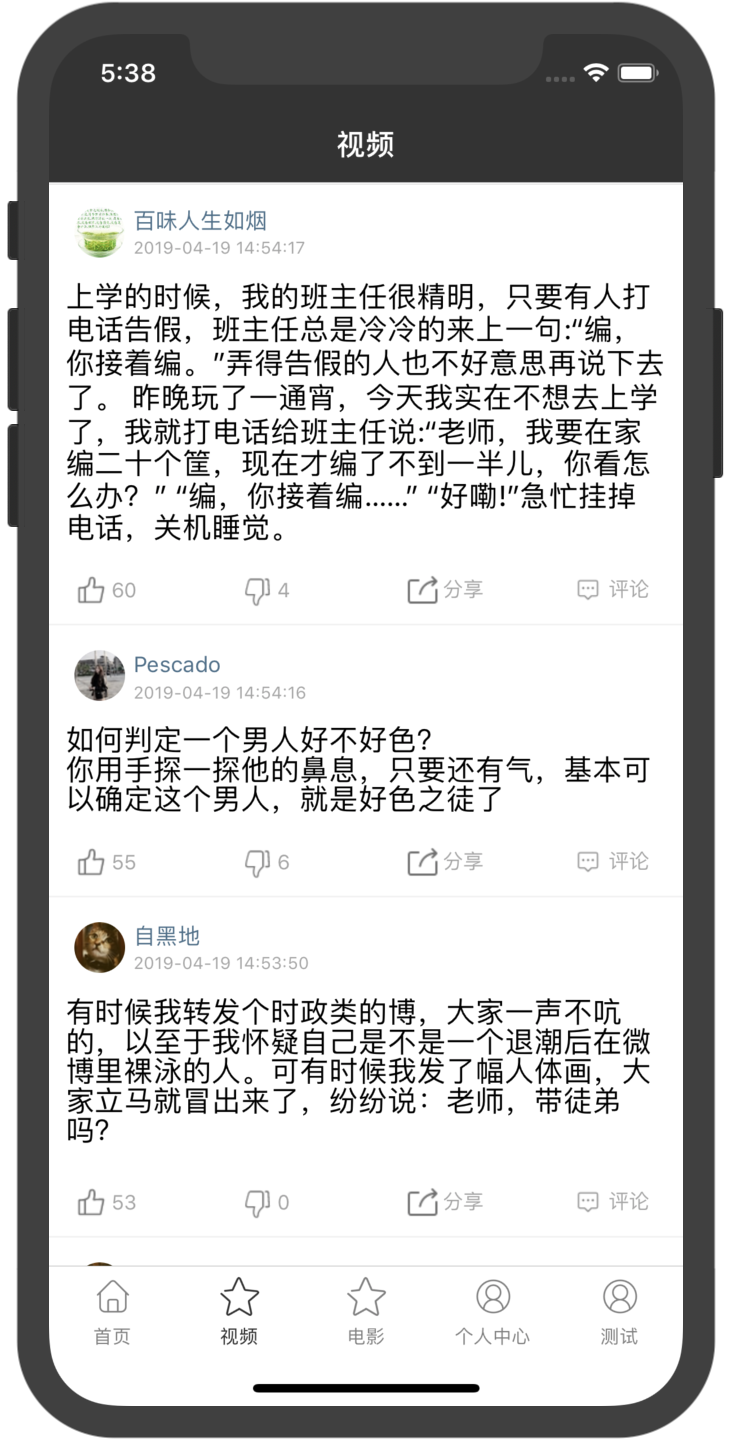 5:38
视频
百味人生如烟
2019-04-19 14:54:17
上学的时候，我的班主任很精明，只要有人打
电话告假，班主任总是冷冷的来上一句:“编，
你接着编。”弄得告假的人也不好意思再说下去
了。 昨晚玩了一通宵，今天我实在不想去上学
了，我就打电话给班主任说:“老师，我要在家
编二十个筐，现在才编了不到一半儿，你看怎
么办？” “编，你接着编......” “好嘞!”急忙挂掉
电话，关机睡觉。
60 4 分享 评论
Pescado
2019-04-19 14:54:16
如何判定一个男人好不好色？
你用手探一探他的鼻息，只要还有气，基本可
以确定这个男人，就是好色之徒了
55 6 分享 评论
自黑地
2019-04-19 14:53:50
有时候我转发个时政类的博，大家一声不吭
的，以至于我怀疑自己是不是一个退潮后在微
博里裸泳的人。可有时候我发了幅人体画，大
家立马就冒出来了，纷纷说：老师，带徒弟
吗？
53 0 分享 评论
首页 视频 电影 个人中心 测试